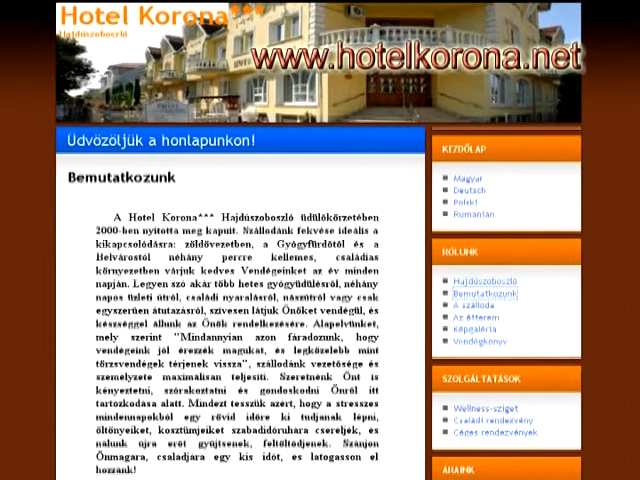 Hotel Korona***
Hajdúszoboszló
www.hotelkorona.net
Üdvözöljük a honlapunkon!
Bemutatkozunk
A Hotel Korona*** Hajdúszoboszló üdülőkörzetében
2000-ben nyitotta meg kapuit. Szállodánk fekvése ideális a
kikapcsolódásra: zöldövezetben, a Gyógyfürdőtől és a
Belvárostól néhány percre kellemes, családias
környezetben várjuk kedves Vendégeinket az év minden
napján. Legyen szó akár több hetes gyógyüdülésről, néhány
napos üzleti útról, családi nyaralásról, nászútról vagy csak
egyszerűen átutazásról, szívesen látjuk Önöket vendégül, és
készséggel állunk az Önök rendelkezésére. Alapelvünket,
mely szerint "Mindannyian azon fáradozunk, hogy
vendégeink jól érezzék magukat, és legközelebb mint
törzsvendégek térjenek vissza", szállodánk vezetősége és
személyzete maximálisan teljesíti. Szeretnénk Önt is
kényeztetni, szórakoztatni és gondoskodni Önről itt
tartózkodása alatt. Mindezt tesszük azért, hogy a stresszes
mindennapokból egy rövid időre ki tudjanak lépni,
öltönyeiket, kosztümjeiket szabadidőruhára cseréljék, és
nálunk újra erőt gyűjtsenek, feltöltődjenek. Szánjon
Önmagára, családjára egy kis időt, és látogasson el
hozzánk!
KEZDŐLAP
Magyar
Deutsch
Polski
Rumanian
RÓLUNK
Hajdúszoboszló
Bemutatkozunk
A szálloda
Az étterem
Képgaléria
Vendégkönyv
SZOLGÁLTATÁSOK
Wellness-sziget
Családi rendezvény
Céges rendezvények
ÁRAINK